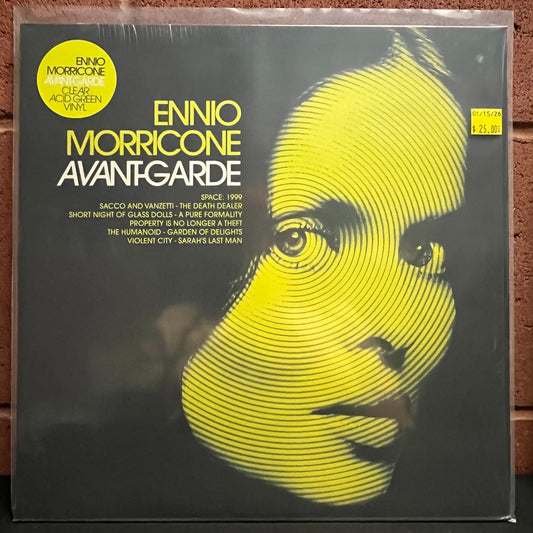 ENNIO
MORRICONE
AVANT-GARDE
CLEAR
ACID GREEN
VINYL
ENNIO
MORRICONE
AVANT-GARDE
SPACE: 1999
SACCO AND VANZETTI - THE DEATH DEALER
SHORT NIGHT OF GLASS DOLLS - A PURE FORMALITY
PROPERTY IS NO LONGER A THEFT
THE HUMANOID - GARDEN OF DELIGHTS
VIOLENT CITY - SARAH'S LAST MAN
01/15/26
$ 25.00